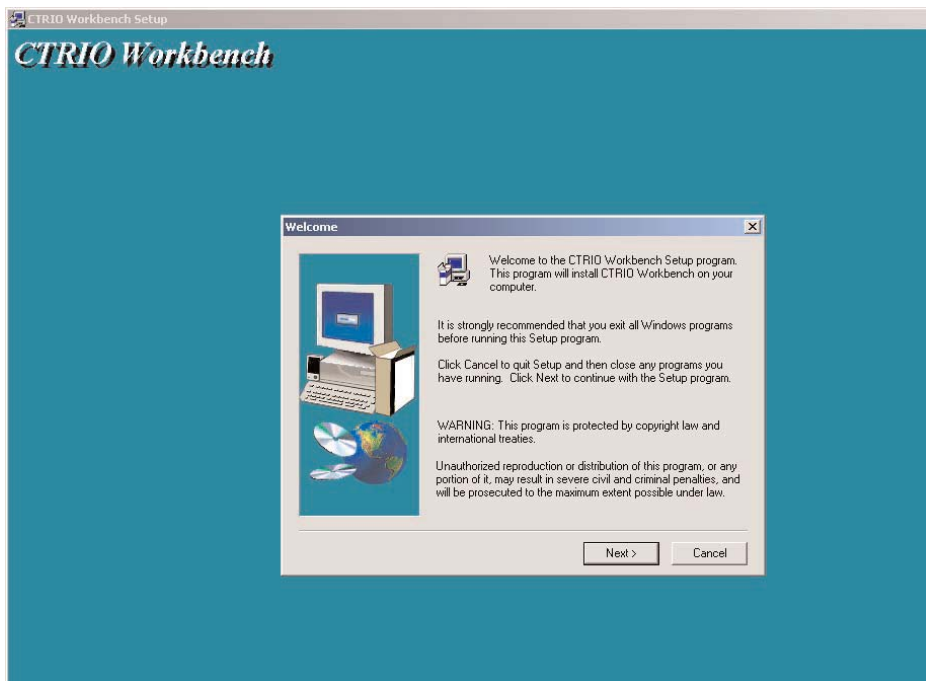 CTRIO Workbench Setup
CTRIO Workbench
Welcome
Welcome to the CTRIO Workbench Setup program.
This program will install CTRIO Workbench on your
computer.
It is strongly recommended that you exit all Windows programs
before running this Setup program.
Click Cancel to quit Setup and then close any programs you
have running.  Click Next to continue with the Setup program.
WARNING: This program is protected by copyright law and
international treaties.
Unauthorized reproduction or distribution of this program, or any
portion of it, may result in severe civil and criminal penalties, and
will be prosecuted to the maximum extent possible under law.
Next >
Cancel